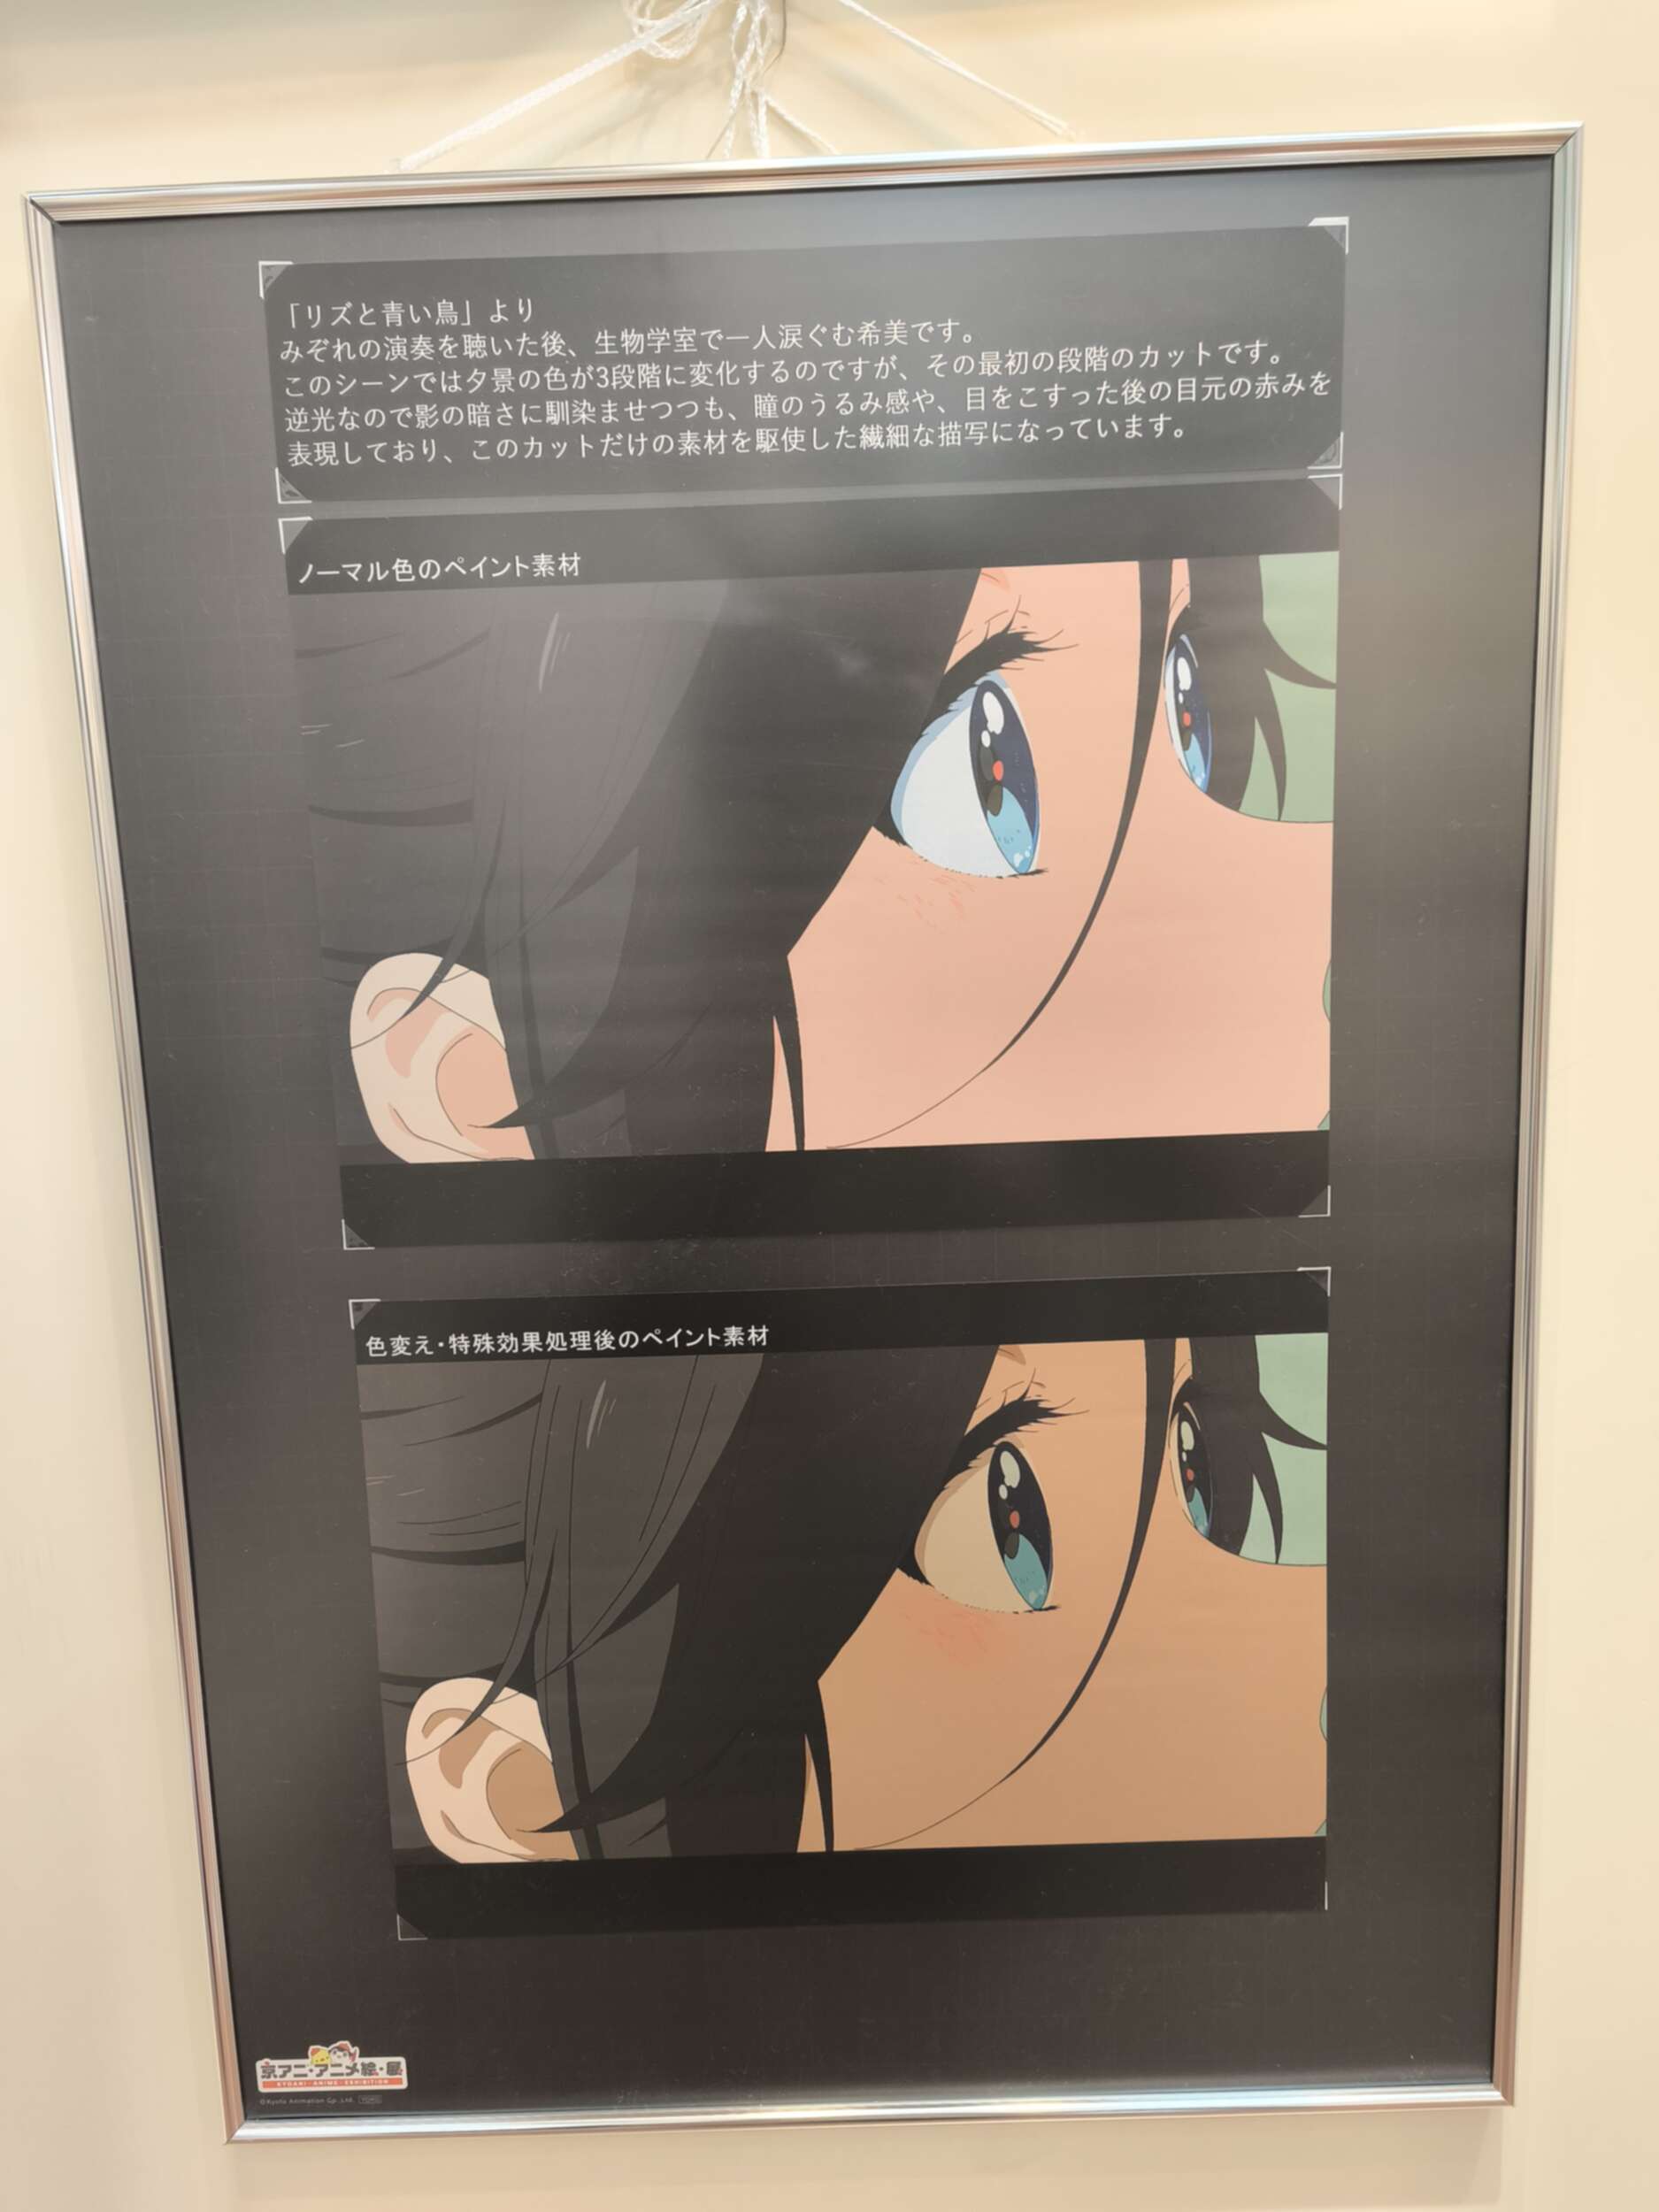 「リズと青い鳥」より
みぞれの演奏を聴いた後、生物学室で一人涙ぐむ希美です。
このシーンでは夕景の色が3段階に変化するのですが、その最初の段階のカットです。
逆光なので影の暗さに馴染ませつつも、瞳のうるみ感や、目をこすった後の目元の赤みを
表現しており、このカットだけの素材を駆使した繊細な描写になっています。
ノーマル色のペイント素材
色変え・特殊効果処理後のペイント素材
京アニ・アニメ絵・展
KYOANI ANIME EXHIBITION
©Kyoto Animation Co.,Ltd.